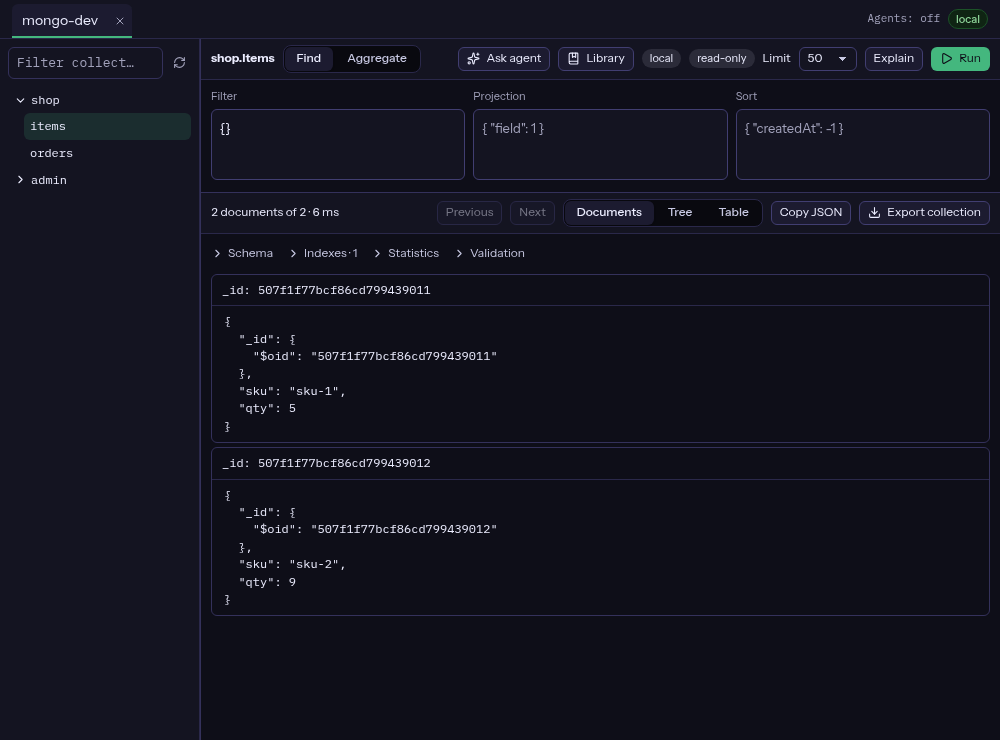 mongo-dev
Agents: off local
Filter collect…
shop
items
orders
admin
shop.items Find Aggregate Ask agent Library local read-only Limit 50 Explain Run
Filter Projection Sort
{} { "field": 1 } { "createdAt": -1 }
2 documents of 2 · 6 ms Previous Next Documents Tree Table Copy JSON Export collection
Schema Indexes · 1 Statistics Validation
_id: 507f1f77bcf86cd799439011
{
"_id": {
"$oid": "507f1f77bcf86cd799439011"
},
"sku": "sku-1",
"qty": 5
}
_id: 507f1f77bcf86cd799439012
{
"_id": {
"$oid": "507f1f77bcf86cd799439012"
},
"sku": "sku-2",
"qty": 9
}